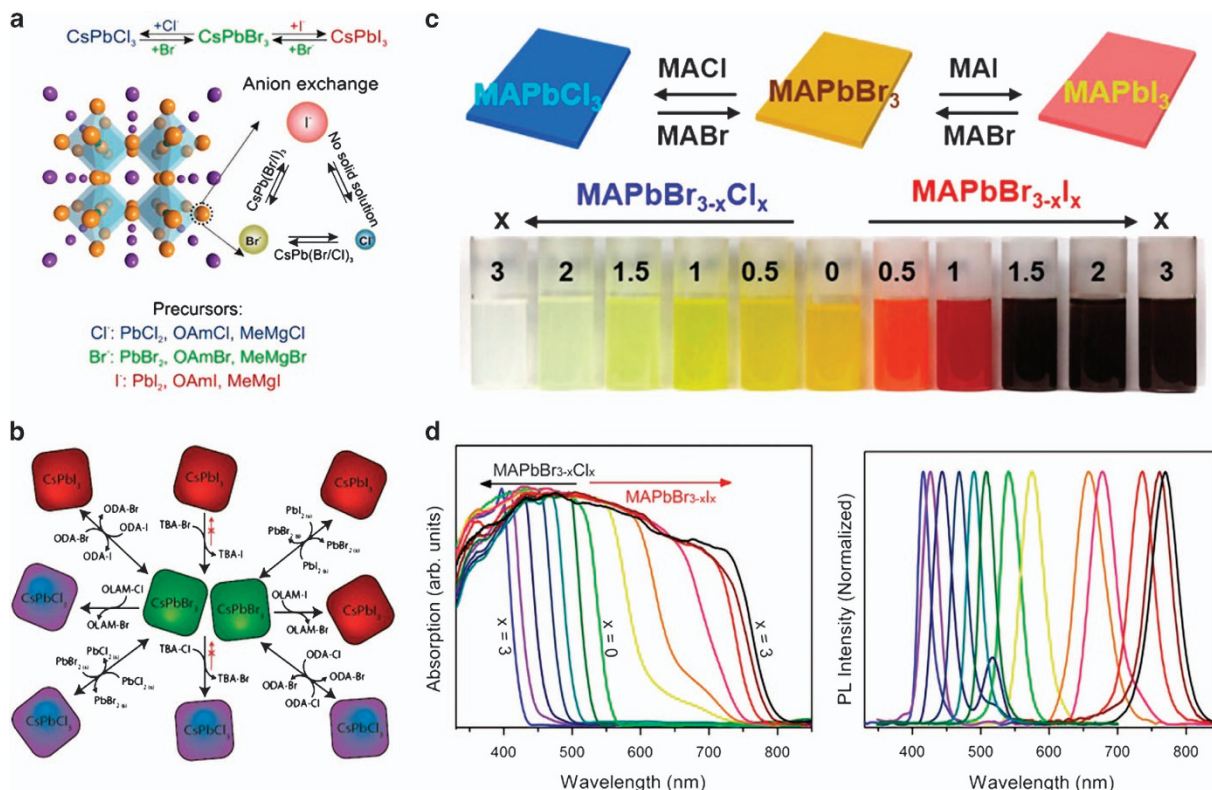 a
+Cl⁻ +I⁻
CsPbCl₃ CsPbBr₃ CsPbI₃
+Br⁻ +Br⁻
Anion exchange
I⁻
CsPb(Br/I)₃
No solid solution
Br⁻
Cl⁻
CsPb(Br/Cl)₃
Precursors:
Cl⁻: PbCl₂, OAmCl, MeMgCl
Br⁻: PbBr₂, OAmBr, MeMgBr
I⁻: PbI₂, OAmI, MeMgI
b
CsPbI₃ CsPbI₃ CsPbI₃
ODA-Br
ODA-I
ODA-Br
ODA-I
TBA-Br
TBA-I
PbI₂ (s)
PbBr₂ (s)
PbBr₂ (s)
PbI₂ (s)
CsPbCl₃ CsPbBr₃ CsPbBr₃ CsPbI₃
OLAM-Cl
OLAM-Br
OLAM-I
OLAM-Br
PbCl₂ (s)
PbBr₂ (s)
PbCl₂ (s)
PbBr₂ (s)
TBA-Cl
TBA-Br
ODA-Cl
ODA-Br
ODA-Br
ODA-Cl
CsPbCl₃ CsPbCl₃ CsPbCl₃
c
MAPbCl₃ MAPbBr₃ MAPbI₃
MACl MAI
MABr MABr
MAPbBr₃₋ₓClₓ MAPbBr₃₋ₓIₓ
X X
3 2 1.5 1 0.5 0 0.5 1 1.5 2 3
d
MAPbBr₃₋ₓClₓ
MAPbBr₃₋ₓIₓ
Absorption (arb. units)
x = 3
x = 0
x = 3
400 500 600 700 800
Wavelength (nm)
PL Intensity (Normalized)
400 500 600 700 800
Wavelength (nm)